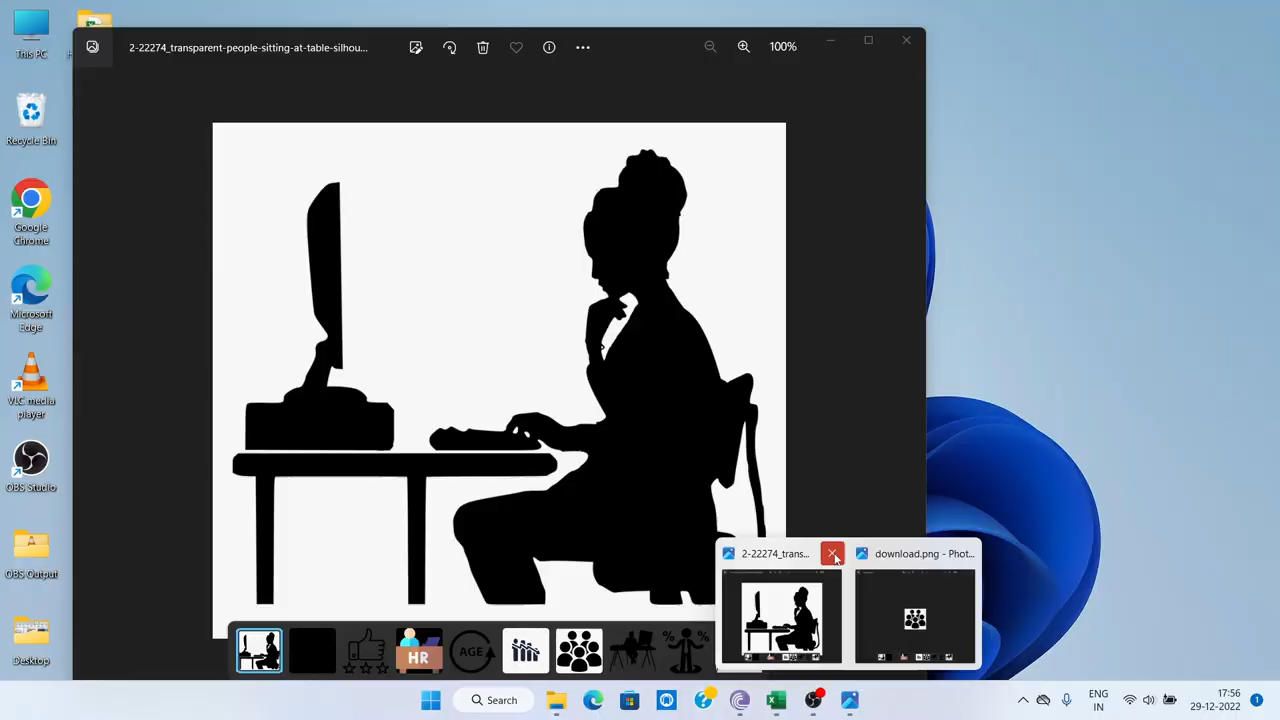 This PC
Recycle Bin
Google
Chrome
Microsoft
Edge
VLC media
player
OBS Studio
OBS Output
Desktop
2-22274_transparent-people-sitting-at-table-silhou...
100%
HR
AGE
% %
2-22274_trans...
download.png - Phot...
HR
Search
ENG
IN
17:56
29-12-2022
1